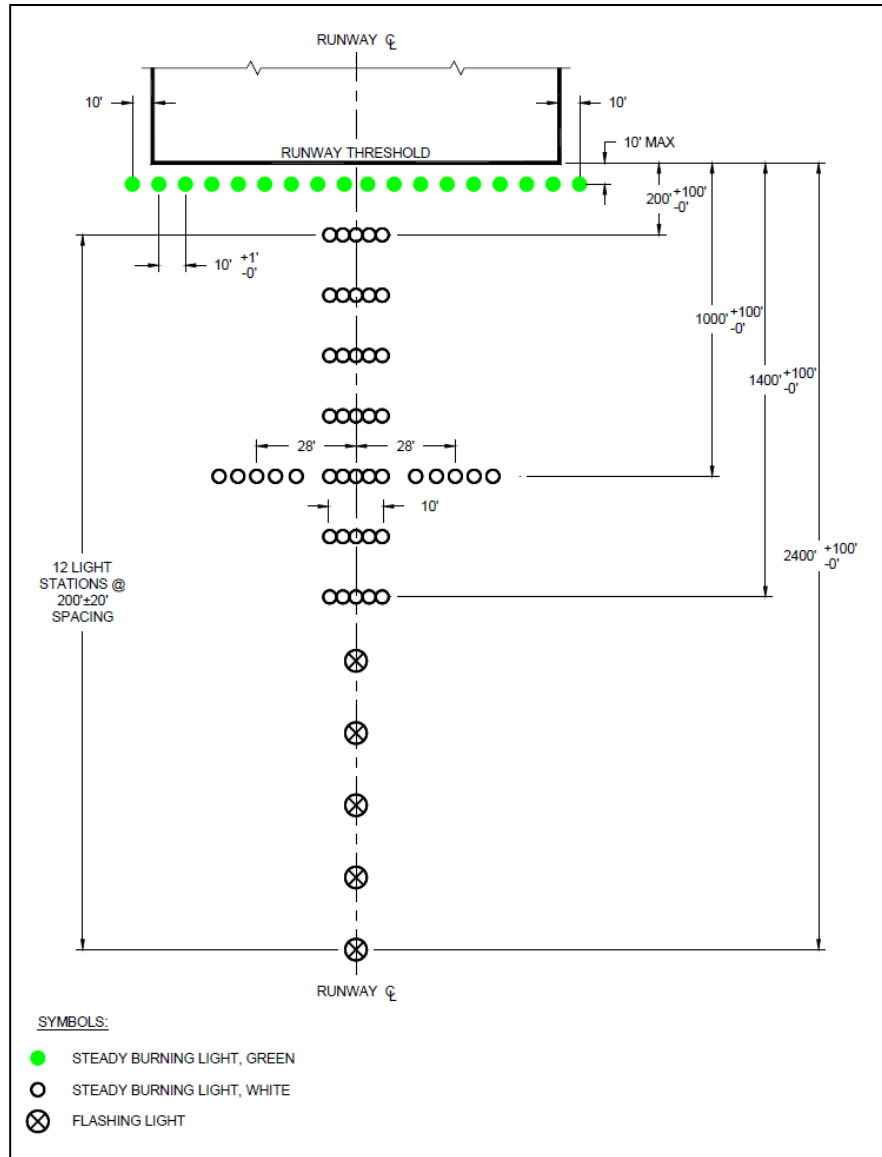 RUNWAY ℄
10'
10'
RUNWAY THRESHOLD
10' MAX
200' +100' -0'
10' +1' -0'
1000' +100' -0'
1400' +100' -0'
28'
28'
10'
2400' +100' -0'
12 LIGHT
STATIONS @
200'±20'
SPACING
RUNWAY ℄
SYMBOLS:
STEADY BURNING LIGHT, GREEN
STEADY BURNING LIGHT, WHITE
FLASHING LIGHT